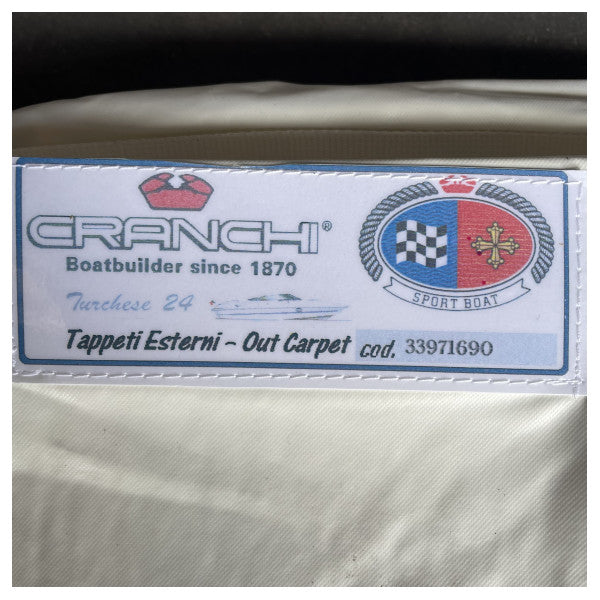 CRANCHI®
Boatbuilder since 1870
Turchese 24
Tappeti Esterni - Out Carpet cod. 33971690
SPORT BOAT